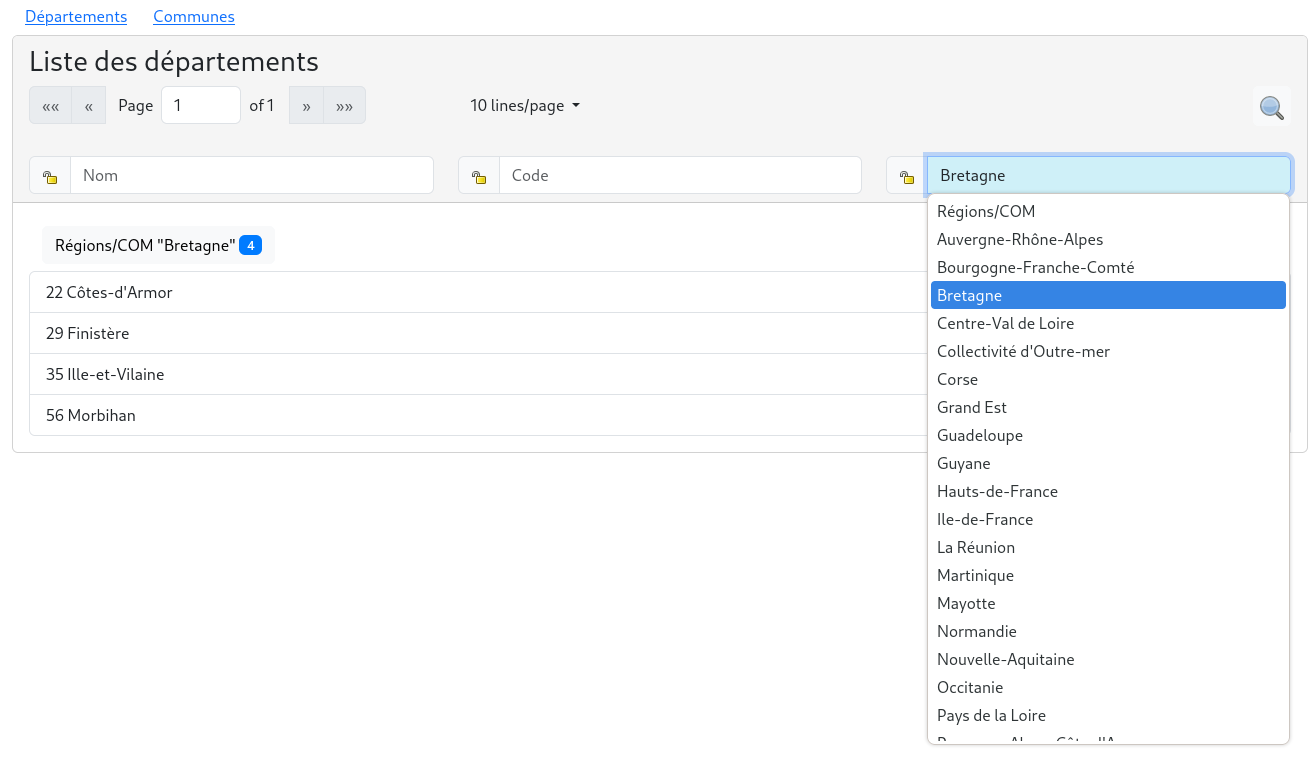 Départements Communes
Liste des départements
«« « Page 1 of 1 » »» 10 lines/page
Nom Code Bretagne
Régions/COM "Bretagne" 4
22 Côtes-d'Armor
29 Finistère
35 Ille-et-Vilaine
56 Morbihan
Régions/COM
Auvergne-Rhône-Alpes
Bourgogne-Franche-Comté
Bretagne
Centre-Val de Loire
Collectivité d'Outre-mer
Corse
Grand Est
Guadeloupe
Guyane
Hauts-de-France
Ile-de-France
La Réunion
Martinique
Mayotte
Normandie
Nouvelle-Aquitaine
Occitanie
Pays de la Loire